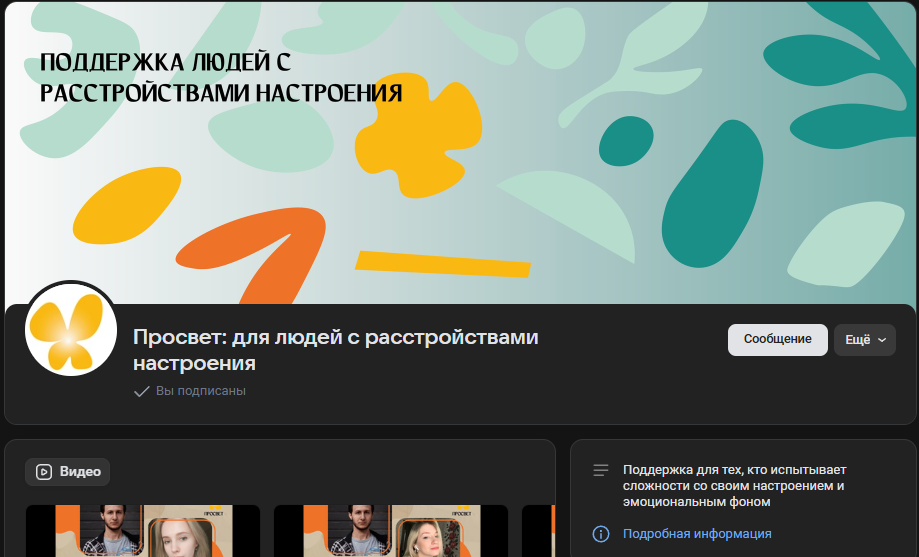 ПОДДЕРЖКА ЛЮДЕЙ С
РАССТРОЙСТВАМИ НАСТРОЕНИЯ
Просвет: для людей с расстройствами
настроения
Вы подписаны
Сообщение
Ещё
Видео
ПРОСВЕТ
ПРОСВЕТ
Поддержка для тех, кто испытывает
сложности со своим настроением и
эмоциональным фоном
Подробная информация